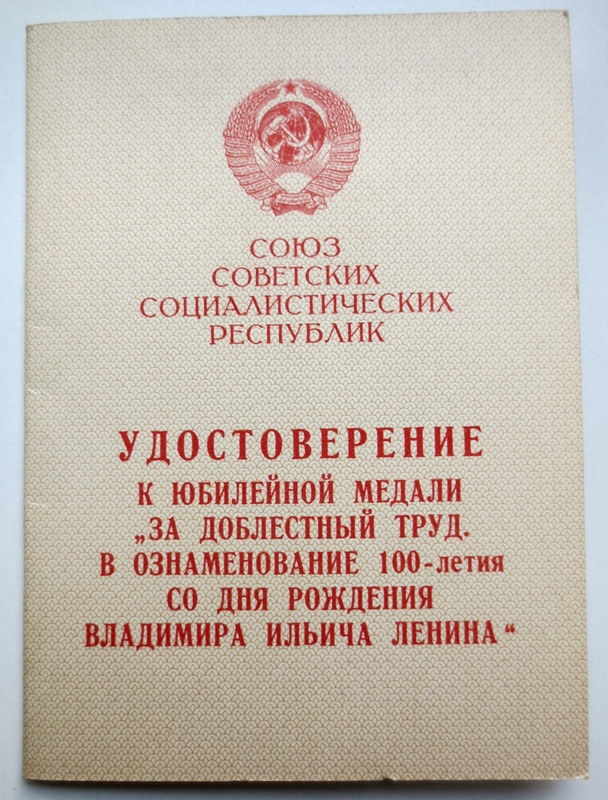 СОЮЗ
СОВЕТСКИХ
СОЦИАЛИСТИЧЕСКИХ
РЕСПУБЛИК
УДОСТОВЕРЕНИЕ
К ЮБИЛЕЙНОЙ МЕДАЛИ
„ЗА ДОБЛЕСТНЫЙ ТРУД.
В ОЗНАМЕНОВАНИЕ 100-летия
СО ДНЯ РОЖДЕНИЯ
ВЛАДИМИРА ИЛЬИЧА ЛЕНИНА“